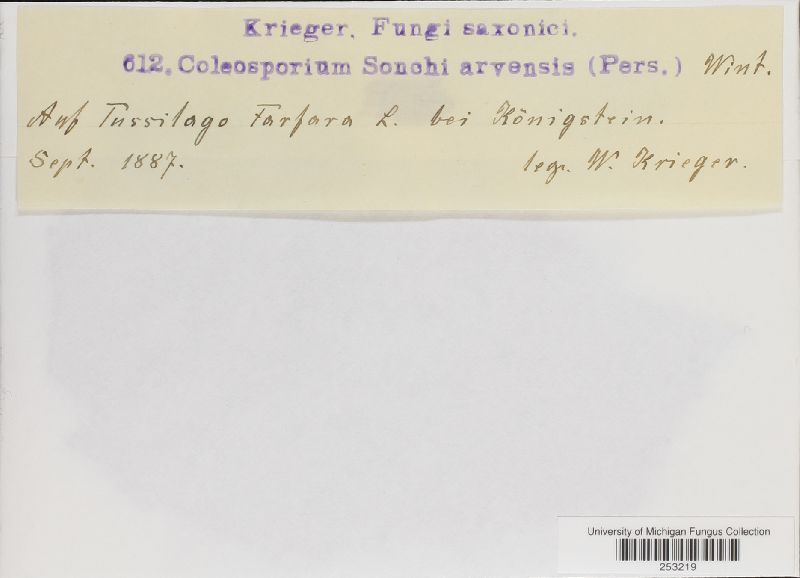 Krieger, Fungi saxonici.
612. Coleosporium Sonchi arvensis (Pers.) Wint.
Auf Tussilago Farfara L. bei Königstein.
Sept. 1887. leg. W. Krieger.
University of Michigan Fungus Collection
253219